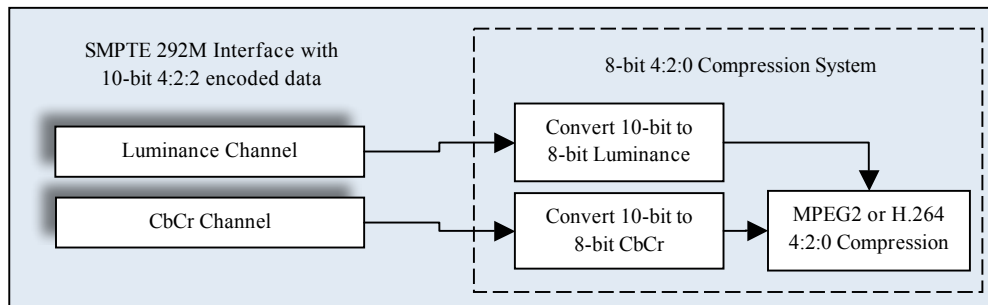 SMPTE 292M Interface with
10-bit 4:2:2 encoded data
8-bit 4:2:0 Compression System
Luminance Channel
Convert 10-bit to
8-bit Luminance
CbCr Channel
Convert 10-bit to
8-bit CbCr
MPEG2 or H.264
4:2:0 Compression